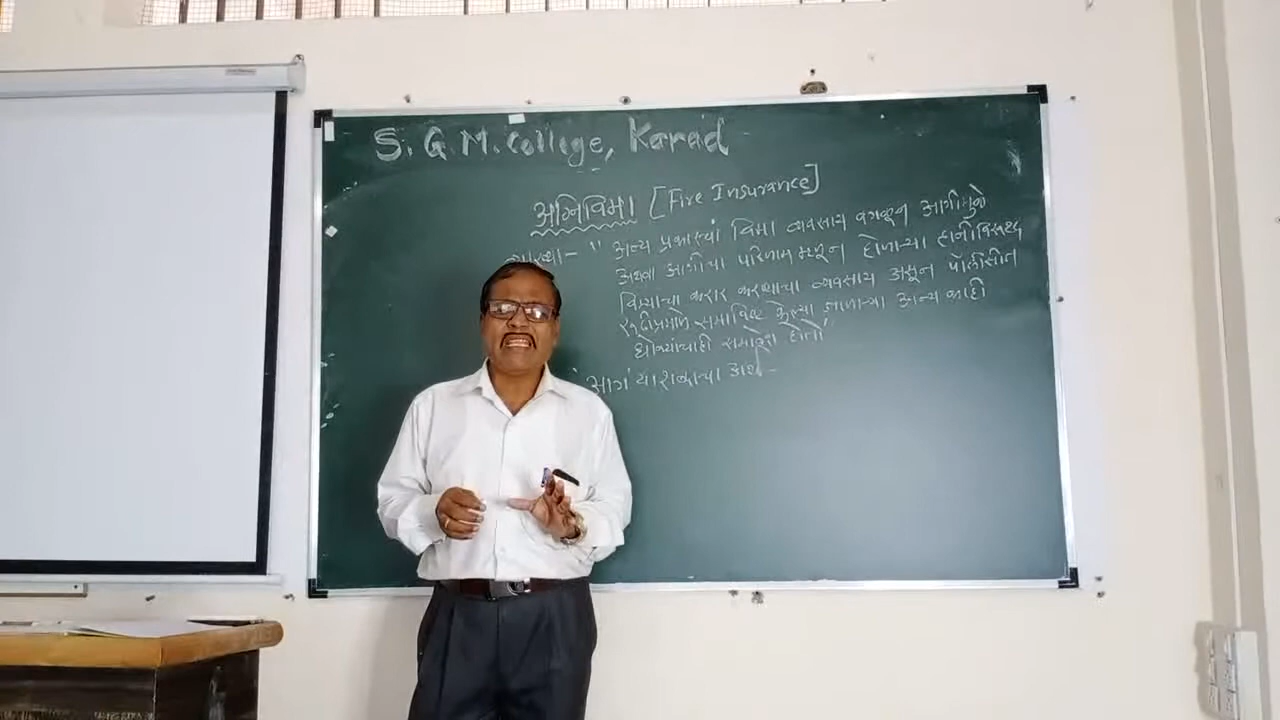 S. G. M. College, Karad
अग्निविमा [Fire Insurance]
व्याख्या - " अन्य प्रकारच्या विमा व्यवसाय वगळून आगीमुळे
अथवा आगीचा परिणाम म्हणून होणाऱ्या हानीविरुध्द
विम्याचा करार करण्याचा व्यवसाय असून पॉलीसीत
रुढीप्रमाणे समाविष्ट केल्या जाणाऱ्या अन्य काही
धोक्यांचाही समावेश होतो"
'आग' या शब्दाचा अर्थ -